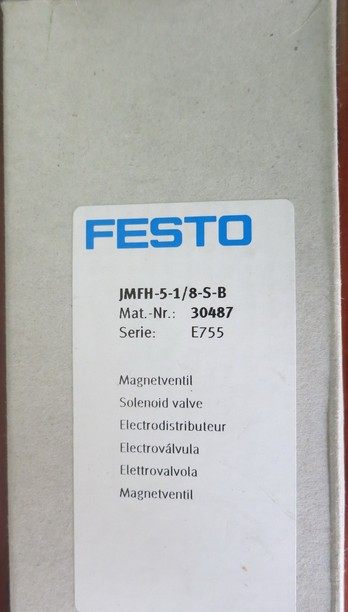 FESTO
JMFH-5-1/8-S-B
Mat.-Nr.: 30487
Serie: E755
Magnetventil
Solenoid valve
Electrodistributeur
Electroválvula
Elettrovalvola
Magnetventil